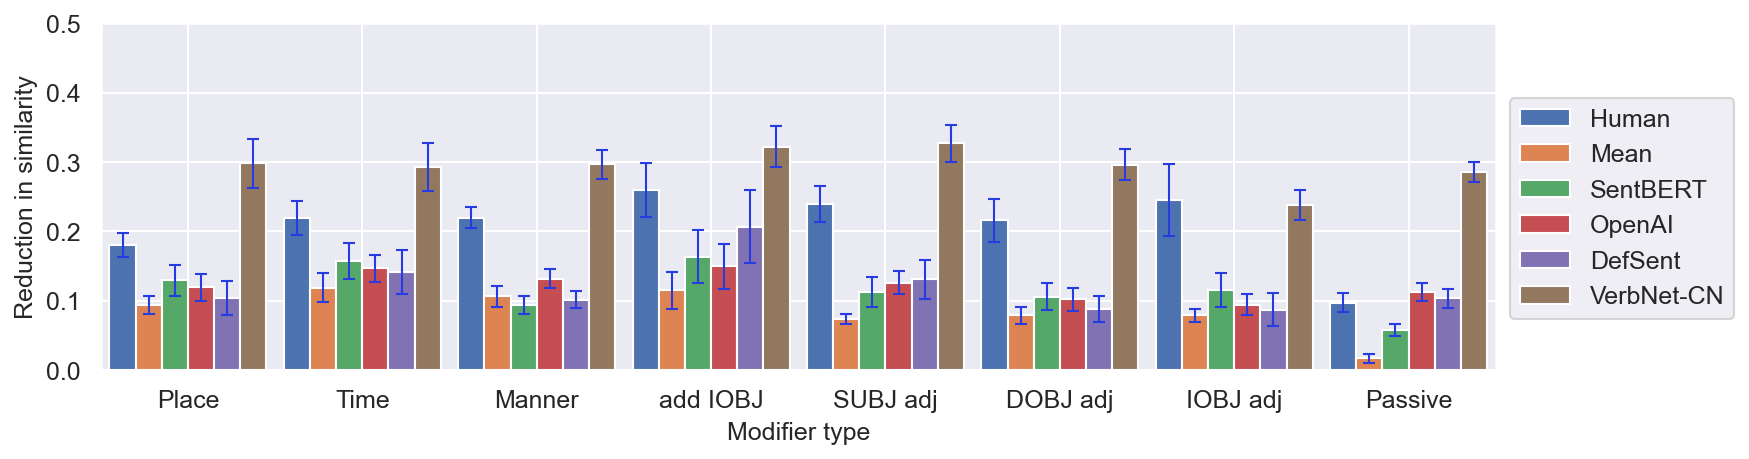 Reduction in similarity
0.5
0.4
0.3
0.2
0.1
0.0
Place
Time
Manner
add IOBJ
SUBJ adj
DOBJ adj
IOBJ adj
Passive
Modifier type
Human
Mean
SentBERT
OpenAI
DefSent
VerbNet-CN